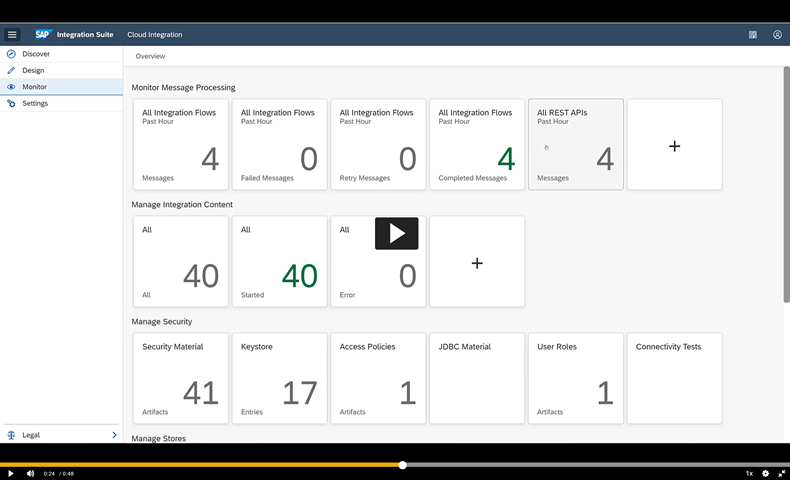 SAP Integration Suite Cloud Integration
Discover
Design
Monitor
Settings
Legal
Overview
Monitor Message Processing
All Integration Flows
Past Hour
4
Messages
All Integration Flows
Past Hour
0
Failed Messages
All Integration Flows
Past Hour
0
Retry Messages
All Integration Flows
Past Hour
4
Completed Messages
All REST APIs
Past Hour
4
Messages
+
Manage Integration Content
All
40
All
All
40
Started
All
0
Error
+
Manage Security
Security Material
41
Artifacts
Keystore
17
Entries
Access Policies
1
Artifacts
JDBC Material
User Roles
1
Artifacts
Connectivity Tests
Manage Stores
0:24 / 0:48
1x